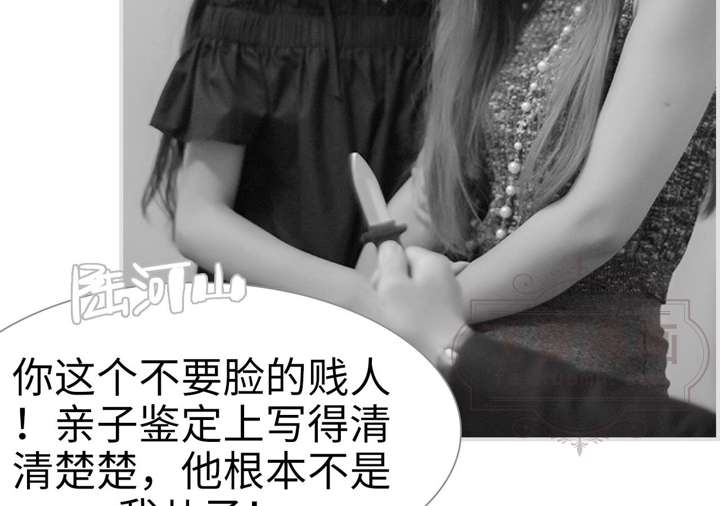 陆河山
你这个不要脸的贱人
！亲子鉴定上写得清
清楚楚，他根本不是